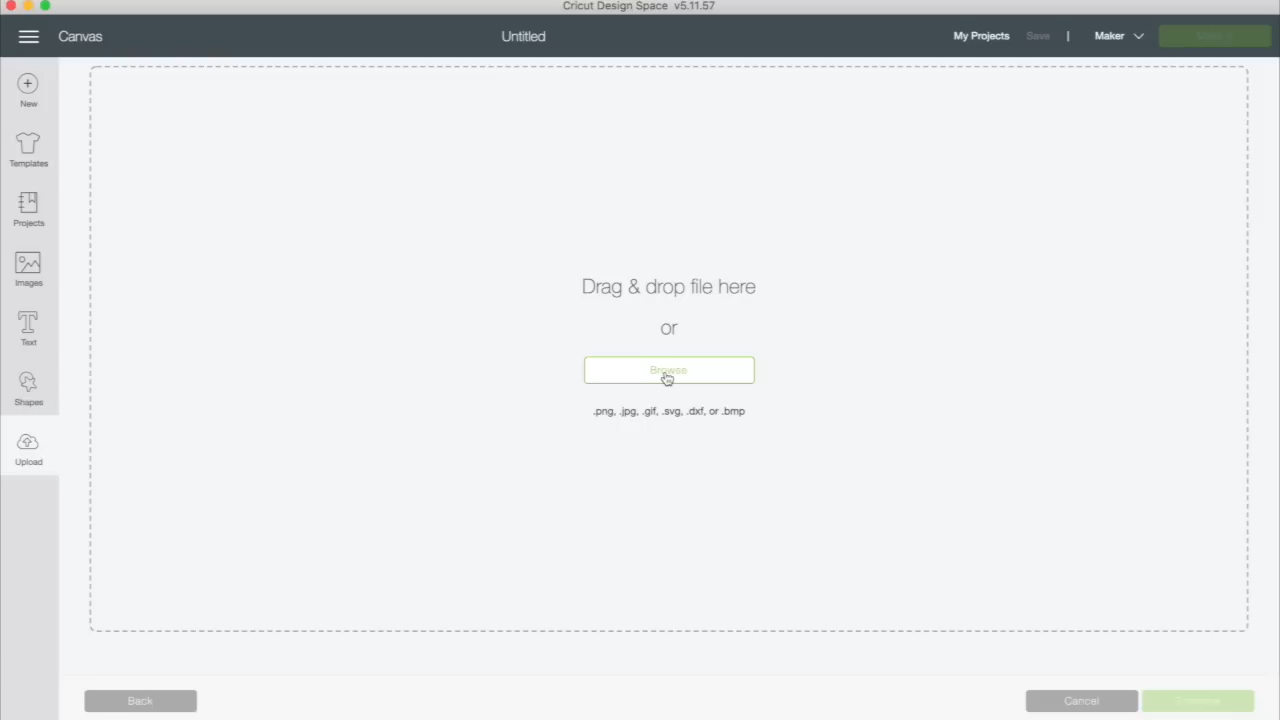 Cricut Design Space v5.11.57
Canvas
Untitled
My Projects
Save
|
Maker
New
Templates
Projects
Images
Text
Shapes
Upload
Drag & drop file here
or
Browse
.png, .jpg, .gif, .svg, .dxf, or .bmp
Back
Cancel